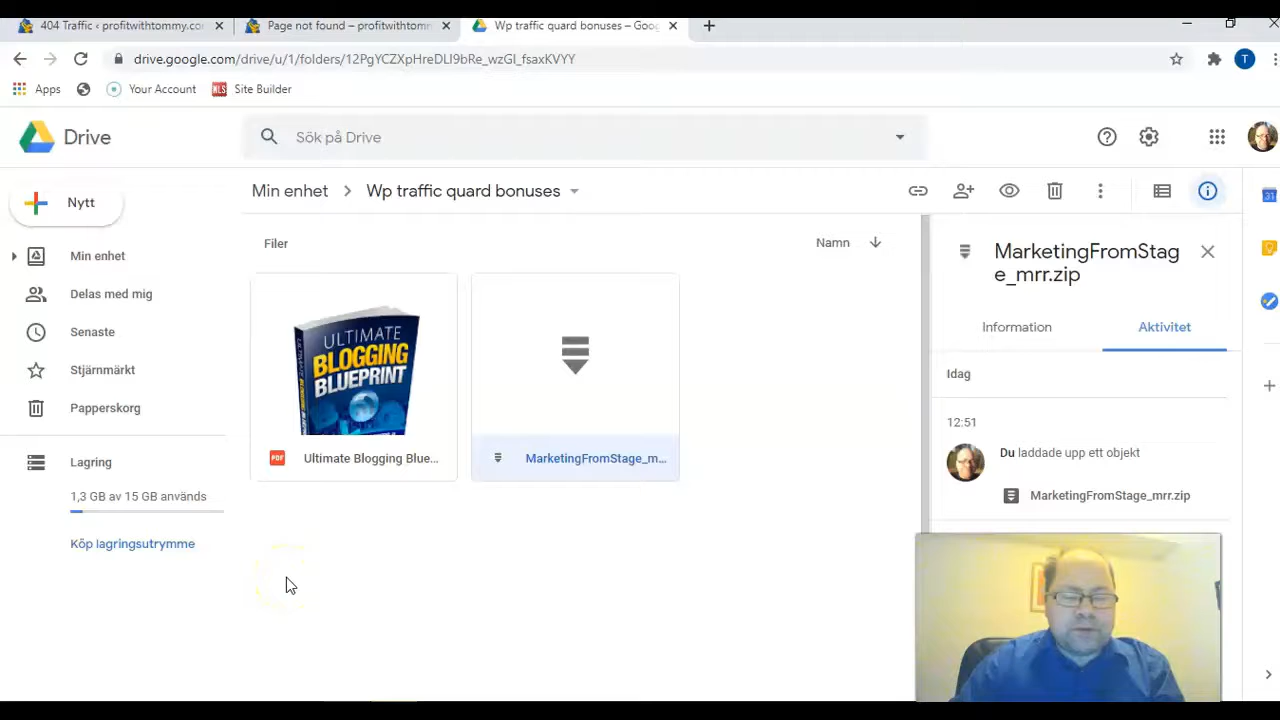 404 Traffic ‹ profitwithtommy.co
Page not found – profitwithtomm
Wp traffic quard bonuses – Goo
drive.google.com/drive/u/1/folders/12PgYCZXpHreDLI9bRe_wzGI_fsaxKVYY
T
Apps
Your Account
NLS
Site Builder
Drive
Sök på Drive
Nytt
Min enhet
Wp traffic quard bonuses
Min enhet
Delas med mig
Senaste
Stjärnmärkt
Papperskorg
Lagring
1,3 GB av 15 GB används
Köp lagringsutrymme
Filer
Namn
ULTIMATE
BLOGGING
BLUEPRINT
PDF
Ultimate Blogging Blue...
MarketingFromStage_m...
MarketingFromStag
e_mrr.zip
Information
Aktivitet
Idag
12:51
Du laddade upp ett objekt
MarketingFromStage_mrr.zip
31